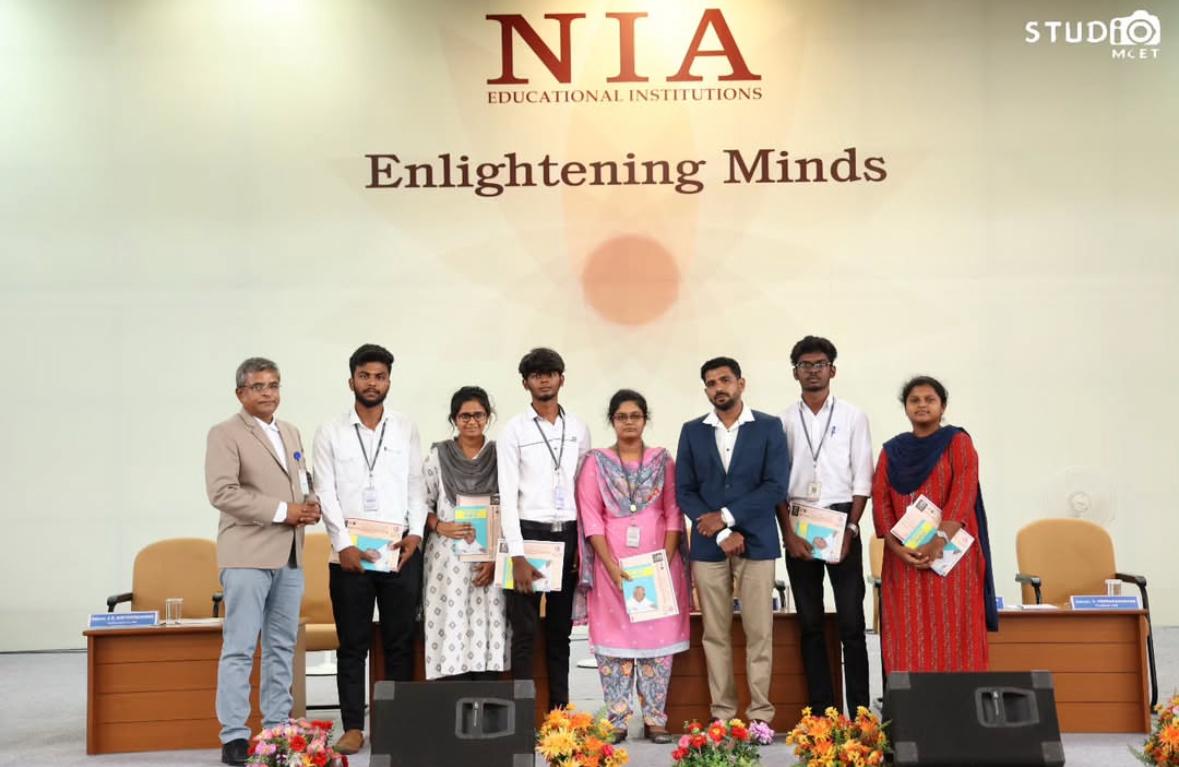 NIA
STUDIO
MCET
EDUCATIONAL INSTITUTIONS
Enlightening Minds